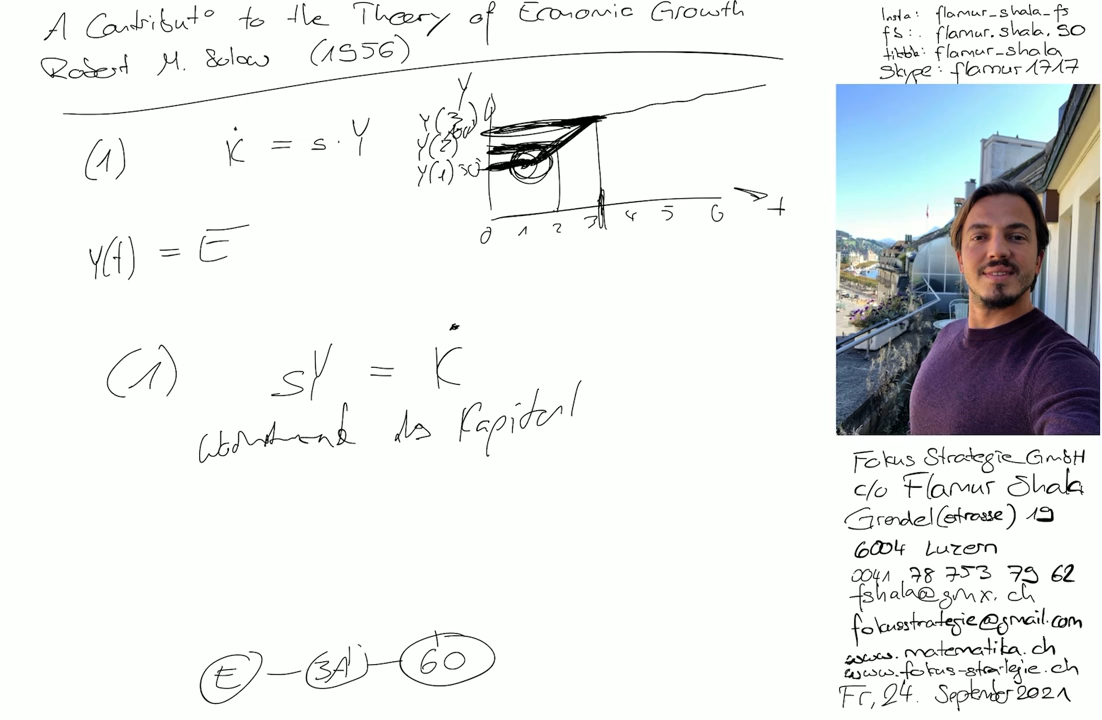 A Contributo to the Theory of Economic Growth
Robert M. Solow (1956)
(1) K̇ = s · Y
Y
Y(3)
Y(2)
Y(1) 50
0 1 2 3 4 5 6 t
Y(t) = E
(1) sY = K̇
des Kapital
E 3A 60
Insta: flamur_shala_fs
fs: flamur.shala.90
tiktok: flamur_shala
Skype: flamur1717
Fokus Strategie GmbH
c/o Flamur Shala
Grendel(strasse) 19
6004 Luzern
0041 78 753 79 62
fshala@gmx.ch
fokusstrategie@gmail.com
www.matematika.ch
www.fokus-strategie.ch
Fr, 24. September 2021